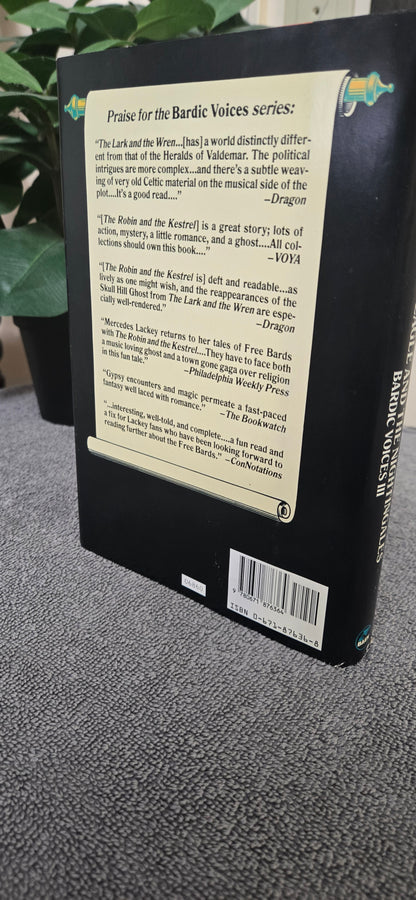 Praise for the Bardic Voices series:
"The Lark and the Wren...[has] a world distinctly differ-
ent from that of the Heralds of Valdemar. The political
intrigues are more complex...and there's a subtle weav-
ing of very old Celtic material on the musical side of the
plot....It's a good read...."
–Dragon
"[The Robin and the Kestrel] is a great story; lots of
action, mystery, a little romance, and a ghost....All col-
lections should own this book...."
–VOYA
"[The Robin and the Kestrel is] deft and readable...as
lively as one might wish, and the reappearances of the
Skull Hill Ghost from The Lark and the Wren are espe-
cially well-rendered."
–Dragon
"Mercedes Lackey returns to her tales of Free Bards
with The Robin and the Kestrel....They have to face both
a music loving ghost and a town gone gaga over religion
in this fun tale."
–Philadelphia Weekly Press
"Gypsy encounters and magic permeate a fast-paced
fantasy well laced with romance."
–The Bookwatch
"...interesting, well-told, and complete....a fun read and
a fix for Lackey fans who have been looking forward to
reading further about the Free Bards." –ConNotations
04860
9 780671 876364
ISBN 0-671-87636-8
BARDIC VOICES III
BAEN